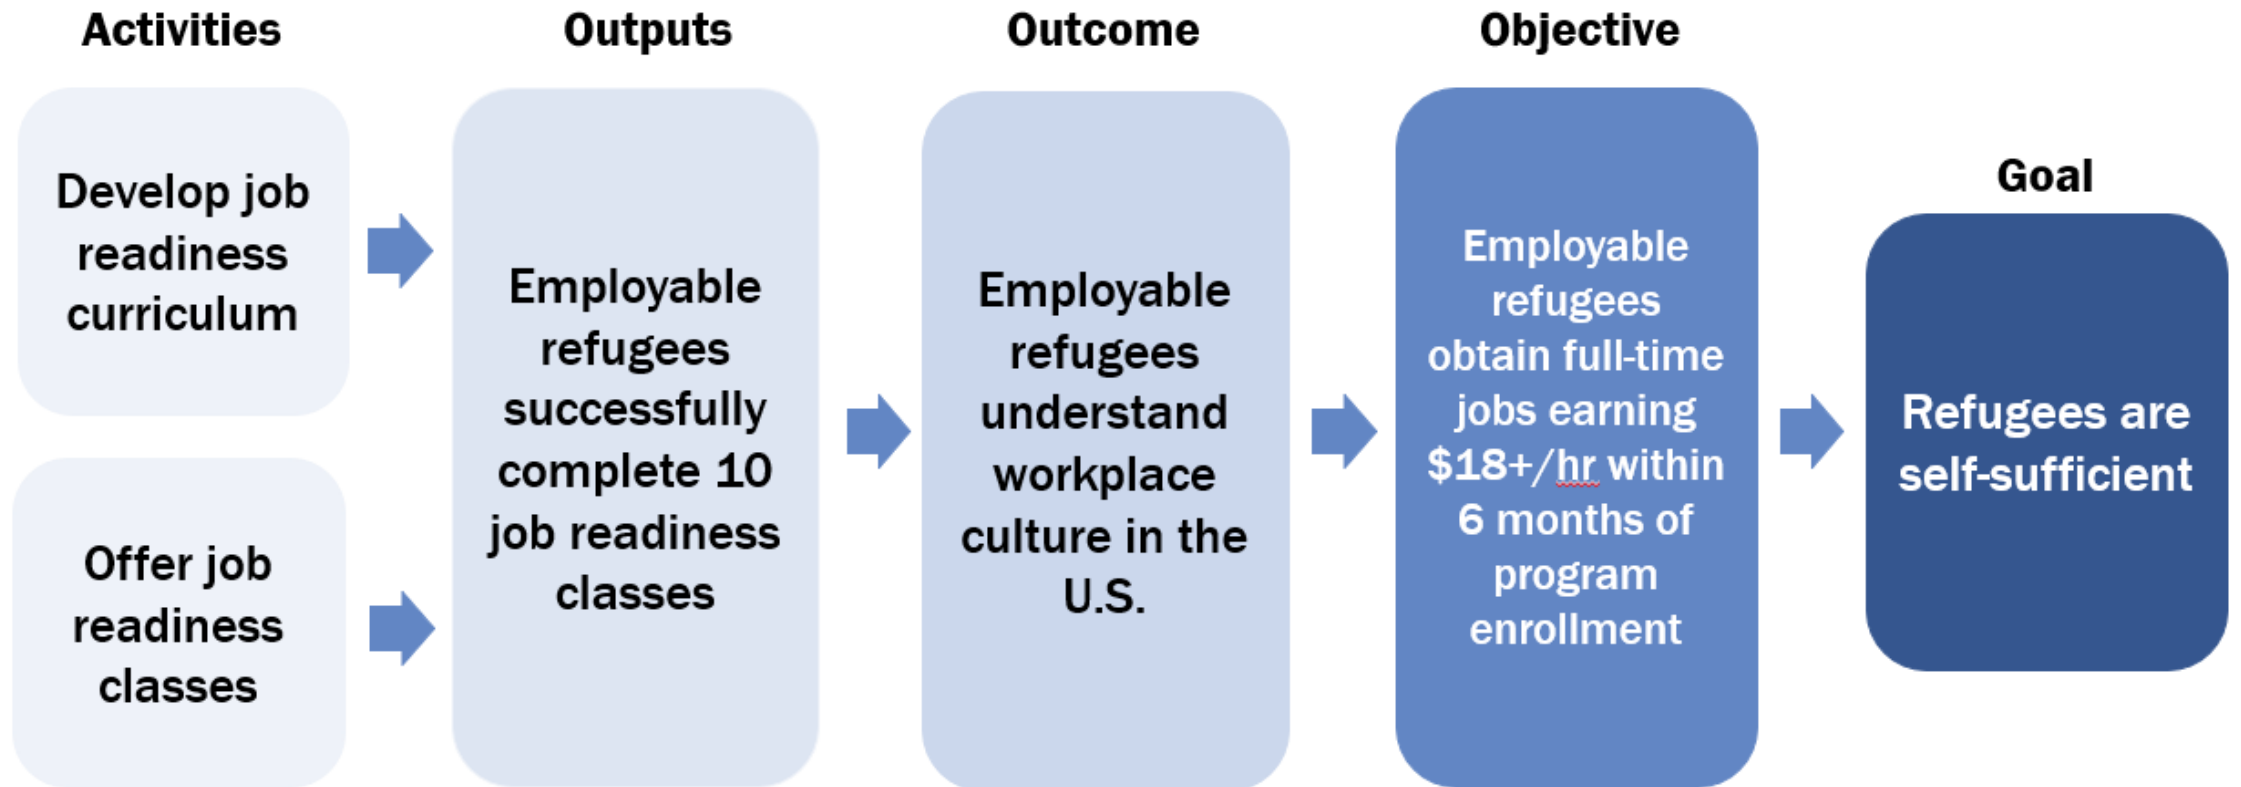 Activities
Develop job
readiness
curriculum
Offer job
readiness
classes
Outputs
Employable
refugees
successfully
complete 10
job readiness
classes
Outcome
Employable
refugees
understand
workplace
culture in the
U.S.
Objective
Employable
refugees
obtain full-time
jobs earning
$18+/hr within
6 months of
program
enrollment
Goal
Refugees are
self-sufficient